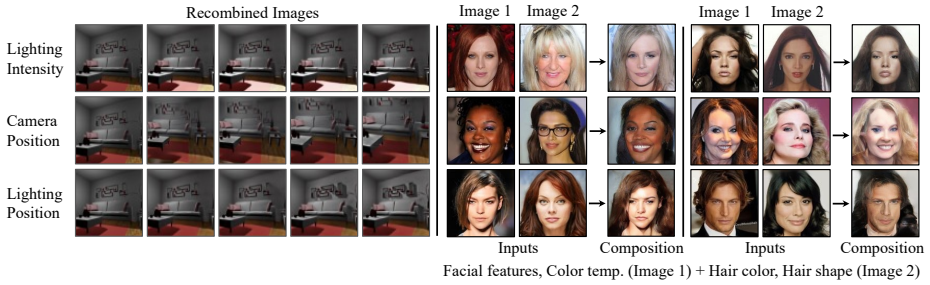 Recombined Images
Image 1 Image 2
Image 1 Image 2
Lighting
Intensity
Camera
Position
Lighting
Position
Inputs Composition
Inputs Composition
Facial features, Color temp. (Image 1) + Hair color, Hair shape (Image 2)